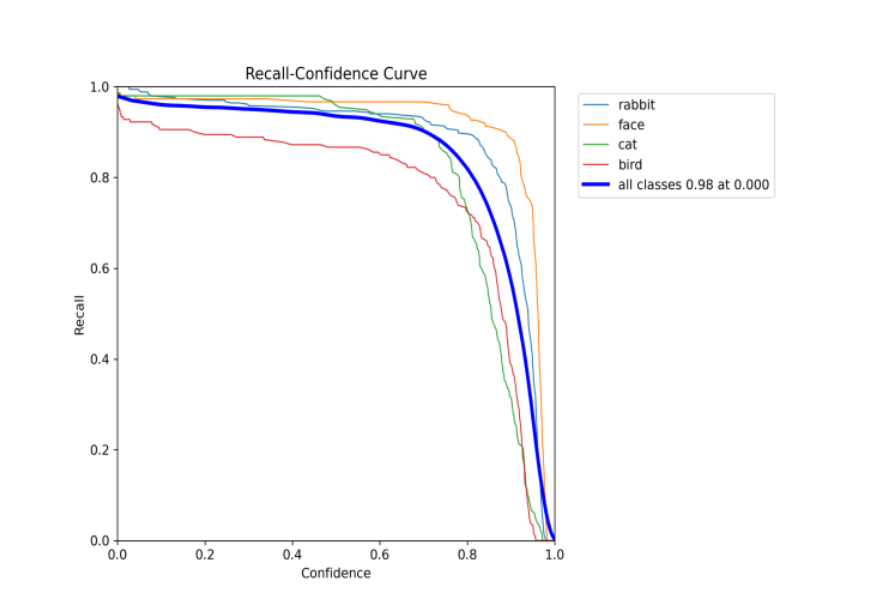 Recall-Confidence Curve
1.0
0.8
0.6
0.4
0.2
0.0
Recall
0.0 0.2 0.4 0.6 0.8 1.0
Confidence
rabbit
face
cat
bird
all classes 0.98 at 0.000